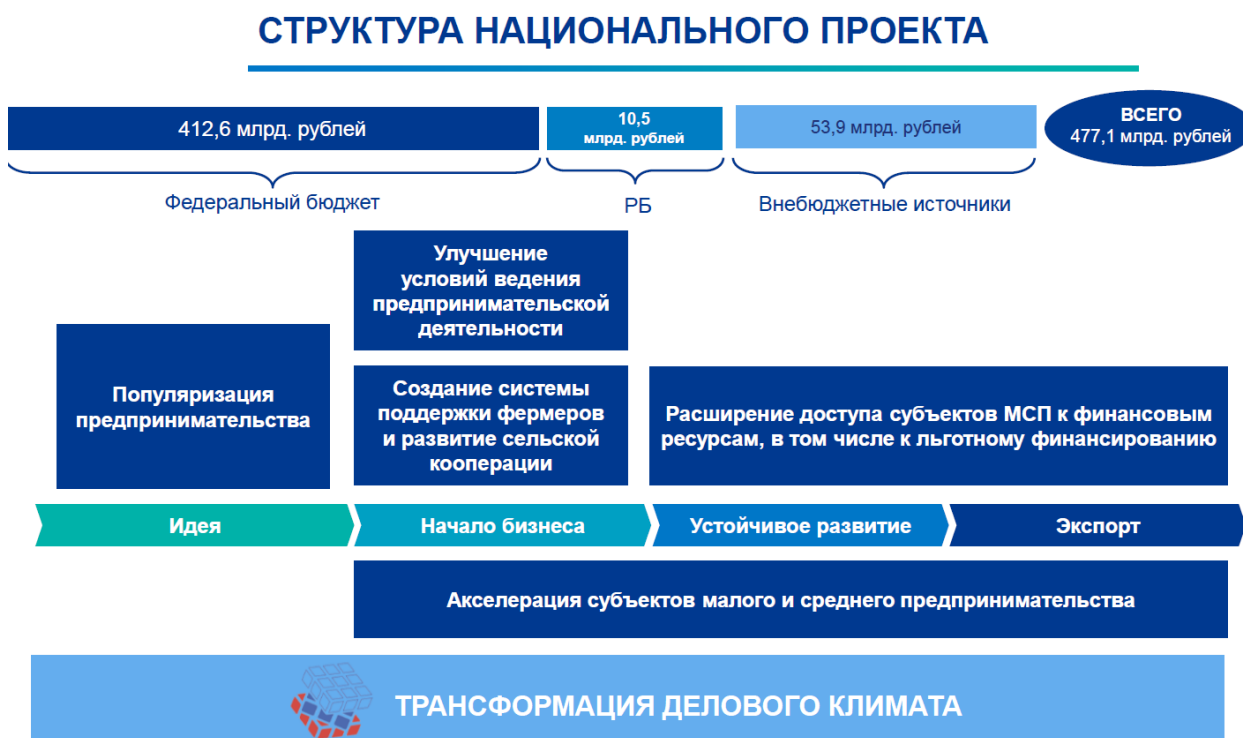 СТРУКТУРА НАЦИОНАЛЬНОГО ПРОЕКТА
412,6 млрд. рублей
10,5
млрд. рублей
53,9 млрд. рублей
ВСЕГО
477,1 млрд. рублей
Федеральный бюджет
РБ
Внебюджетные источники
Улучшение
условий ведения
предпринимательской
деятельности
Популяризация
предпринимательства
Создание системы
поддержки фермеров
и развитие сельской
кооперации
Расширение доступа субъектов МСП к финансовым
ресурсам, в том числе к льготному финансированию
Идея
Начало бизнеса
Устойчивое развитие
Экспорт
Акселерация субъектов малого и среднего предпринимательства
ТРАНСФОРМАЦИЯ ДЕЛОВОГО КЛИМАТА